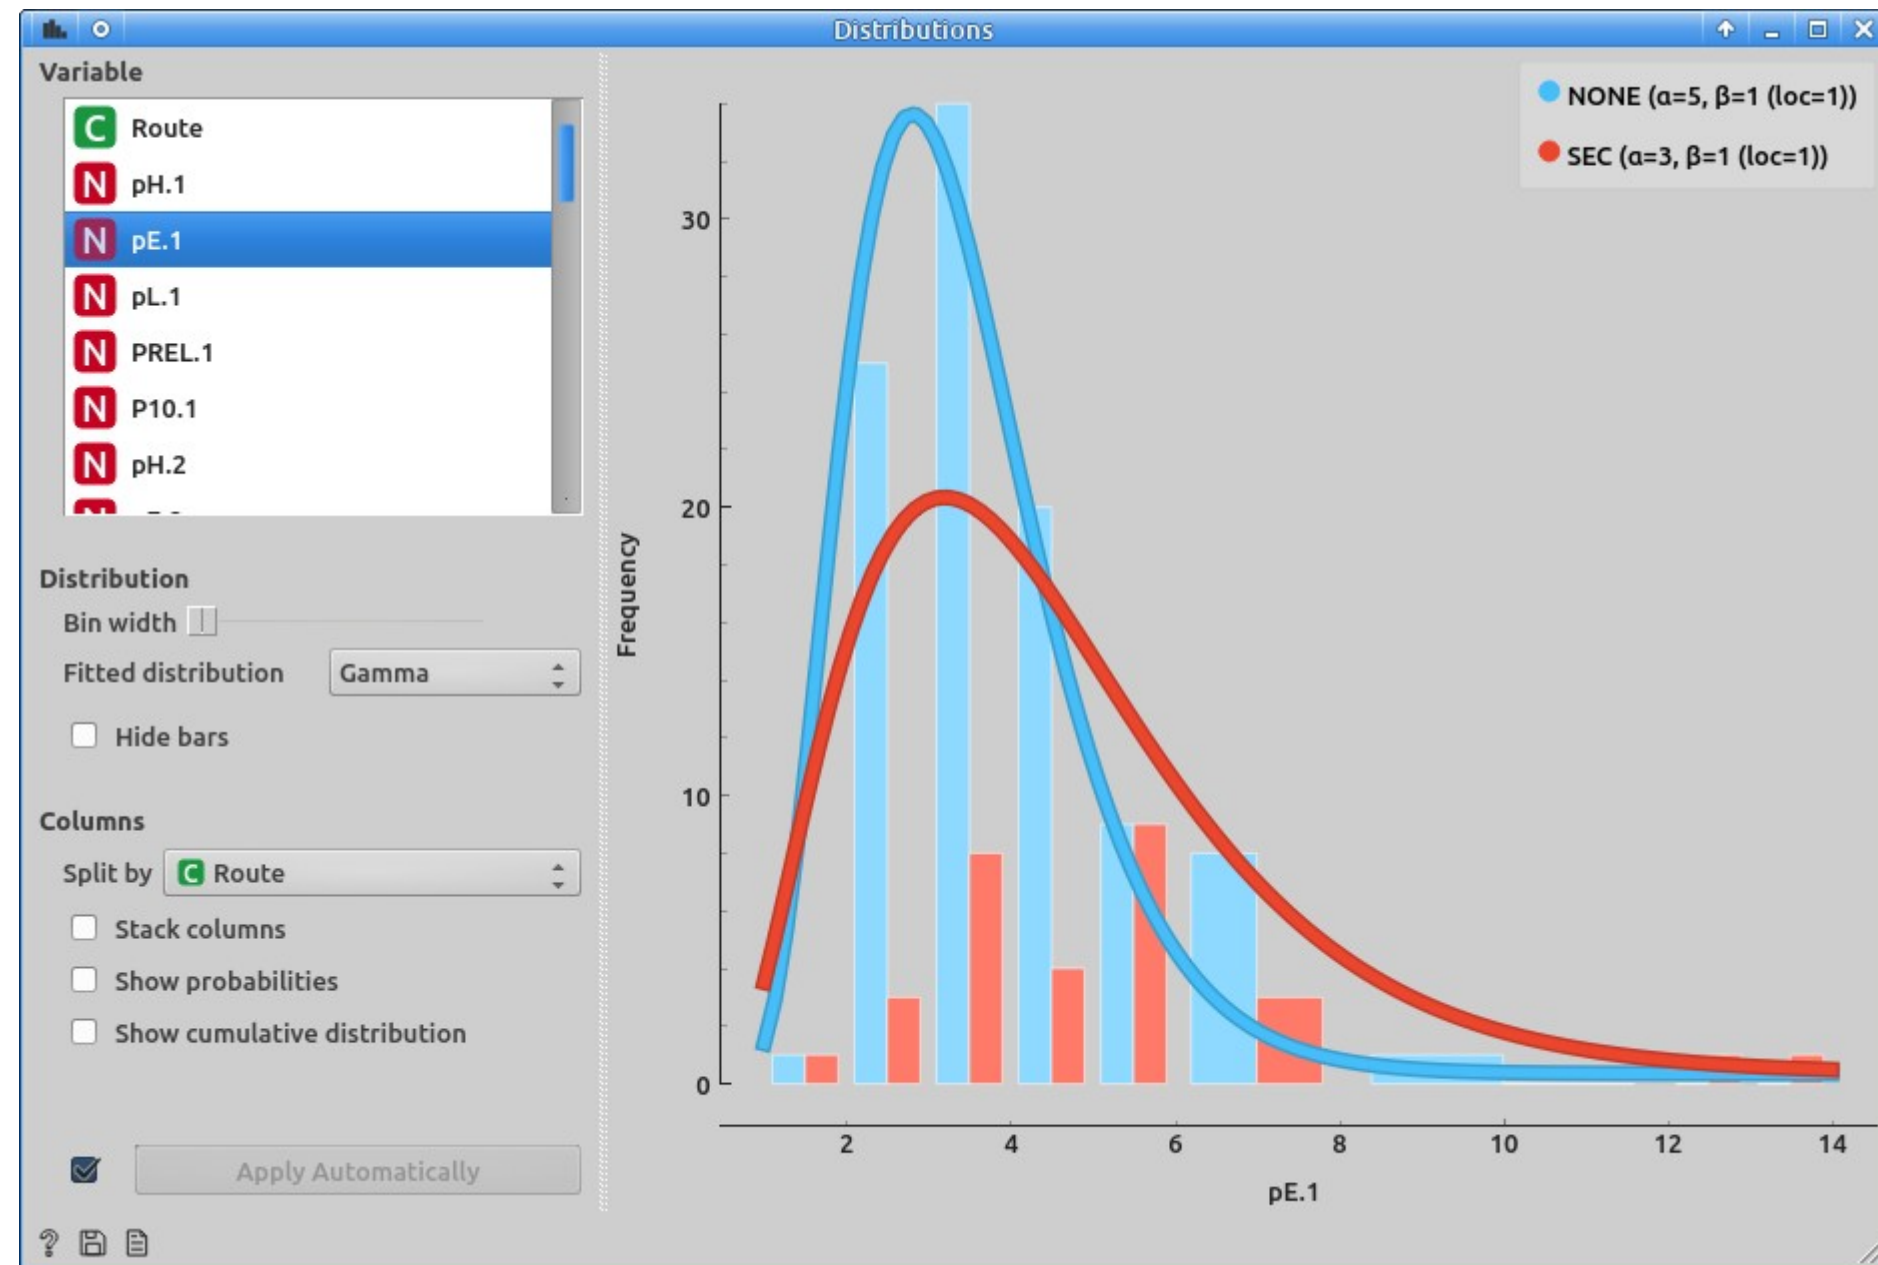 Distributions
Variable
C Route
N pH.1
N pE.1
N pL.1
N PREL.1
N P10.1
N pH.2
Distribution
Bin width
Fitted distribution Gamma
Hide bars
Columns
Split by C Route
Stack columns
Show probabilities
Show cumulative distribution
Apply Automatically
?
NONE (α=5, β=1 (loc=1))
SEC (α=3, β=1 (loc=1))
Frequency
30
20
10
0
2 4 6 8 10 12 14
pE.1